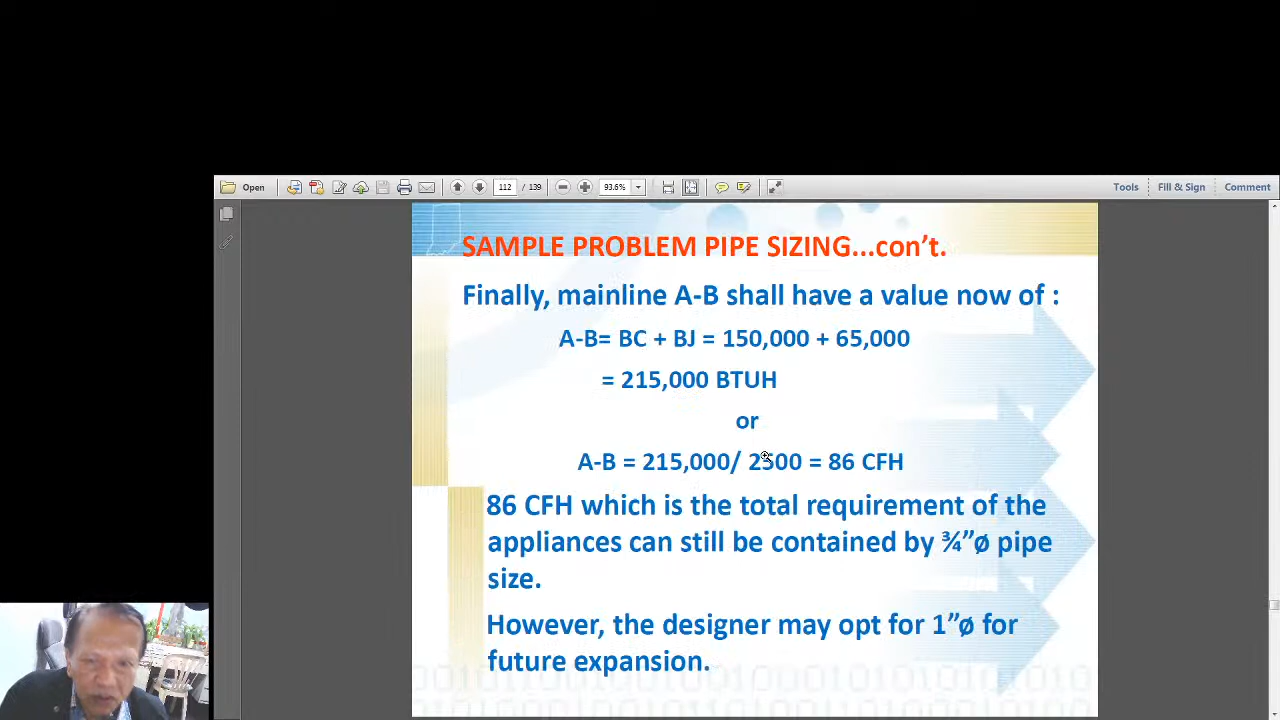 Open 112 / 139 93.6% Tools Fill & Sign Comment
SAMPLE PROBLEM PIPE SIZING...con’t.
Finally, mainline A-B shall have a value now of :
A-B= BC + BJ = 150,000 + 65,000
= 215,000 BTUH
or
A-B = 215,000/ 2500 = 86 CFH
86 CFH which is the total requirement of the
appliances can still be contained by ¾”ø pipe
size.
However, the designer may opt for 1”ø for
future expansion.